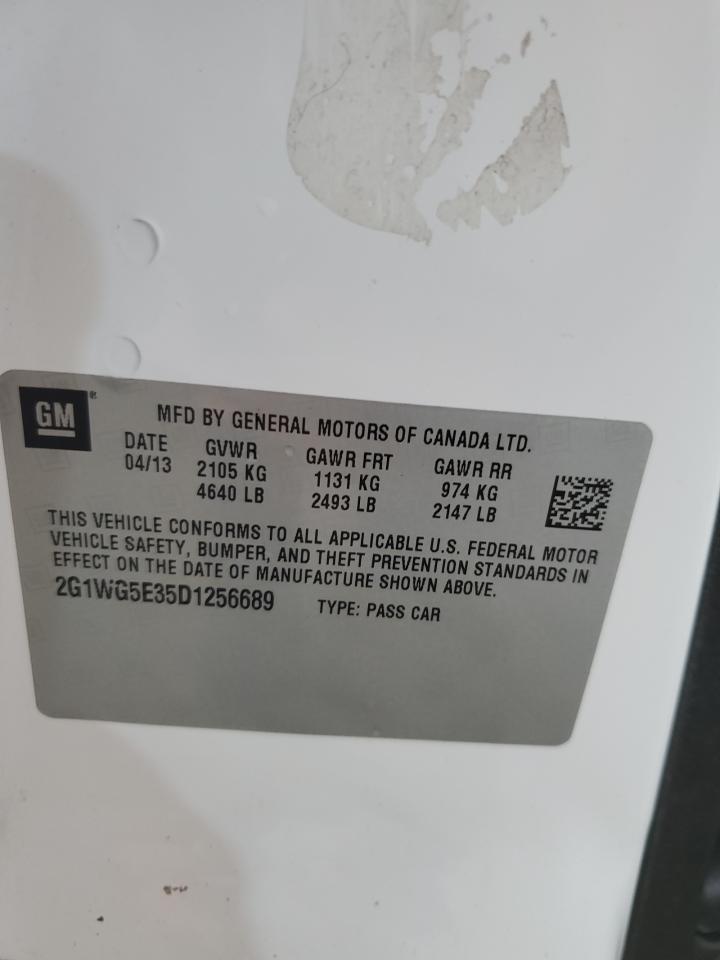 GM®
MFD BY GENERAL MOTORS OF CANADA LTD.
DATE GVWR GAWR FRT GAWR RR
04/13 2105 KG 1131 KG 974 KG
4640 LB 2493 LB 2147 LB
THIS VEHICLE CONFORMS TO ALL APPLICABLE U.S. FEDERAL MOTOR
VEHICLE SAFETY, BUMPER, AND THEFT PREVENTION STANDARDS IN
EFFECT ON THE DATE OF MANUFACTURE SHOWN ABOVE.
2G1WG5E35D1256689 TYPE: PASS CAR